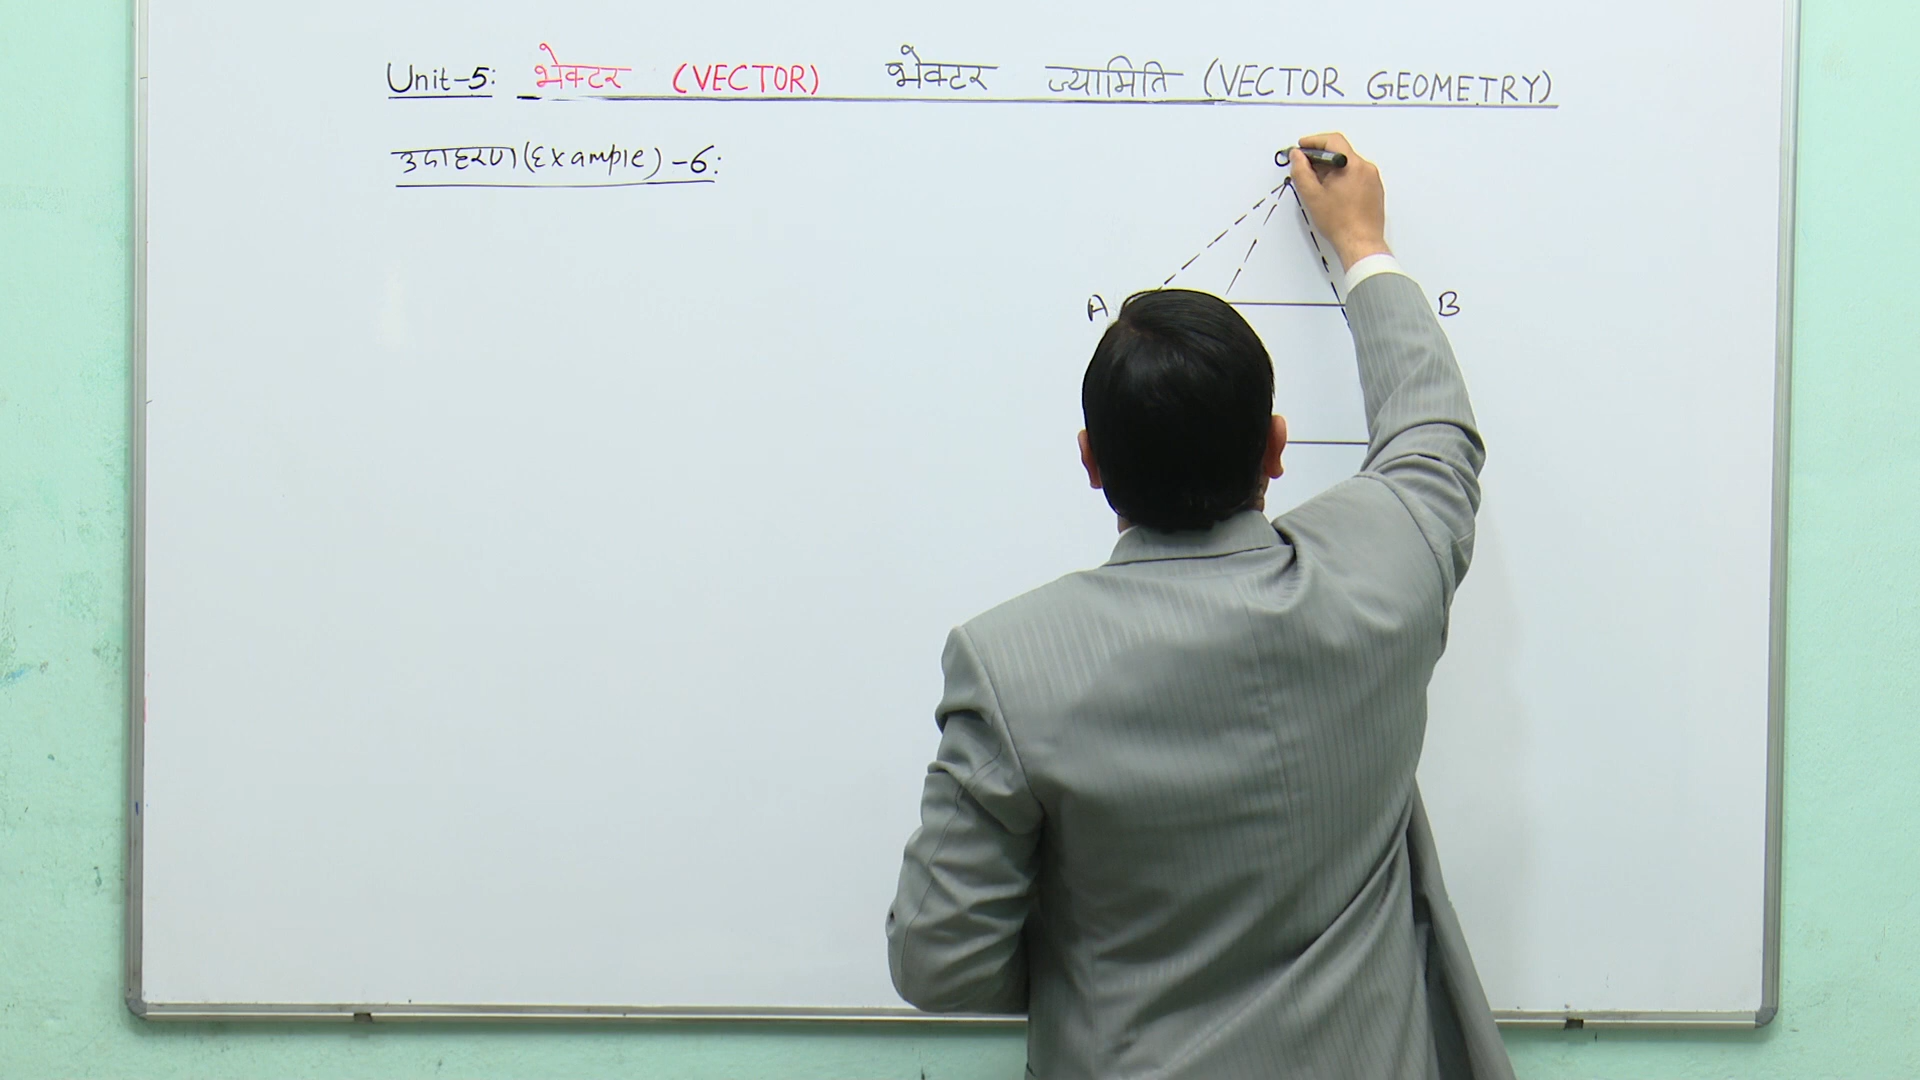 Unit-5: भेक्टर (VECTOR) भेक्टर ज्यामिति (VECTOR GEOMETRY)
उदाहरण (Example) -6:
O
A B